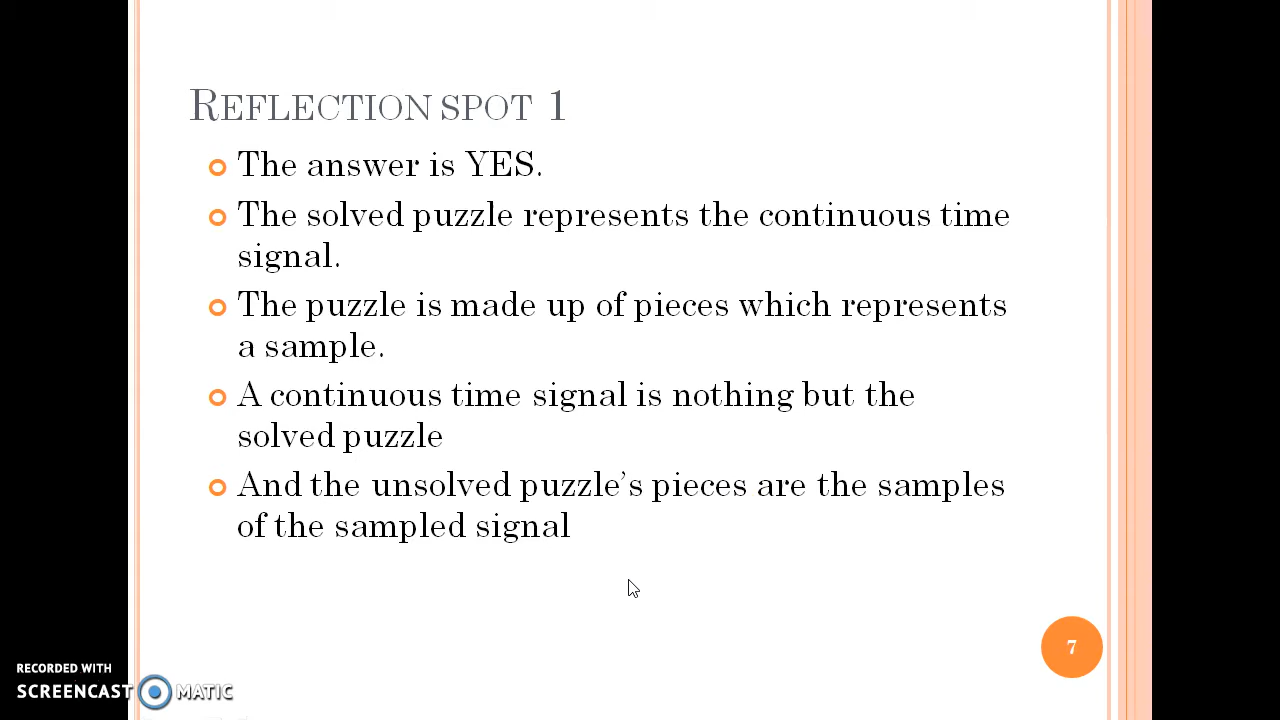 REFLECTION SPOT 1
The answer is YES.
The solved puzzle represents the continuous time
signal.
The puzzle is made up of pieces which represents
a sample.
A continuous time signal is nothing but the
solved puzzle
And the unsolved puzzle's pieces are the samples
of the sampled signal
7
RECORDED WITH
SCREENCAST MATIC